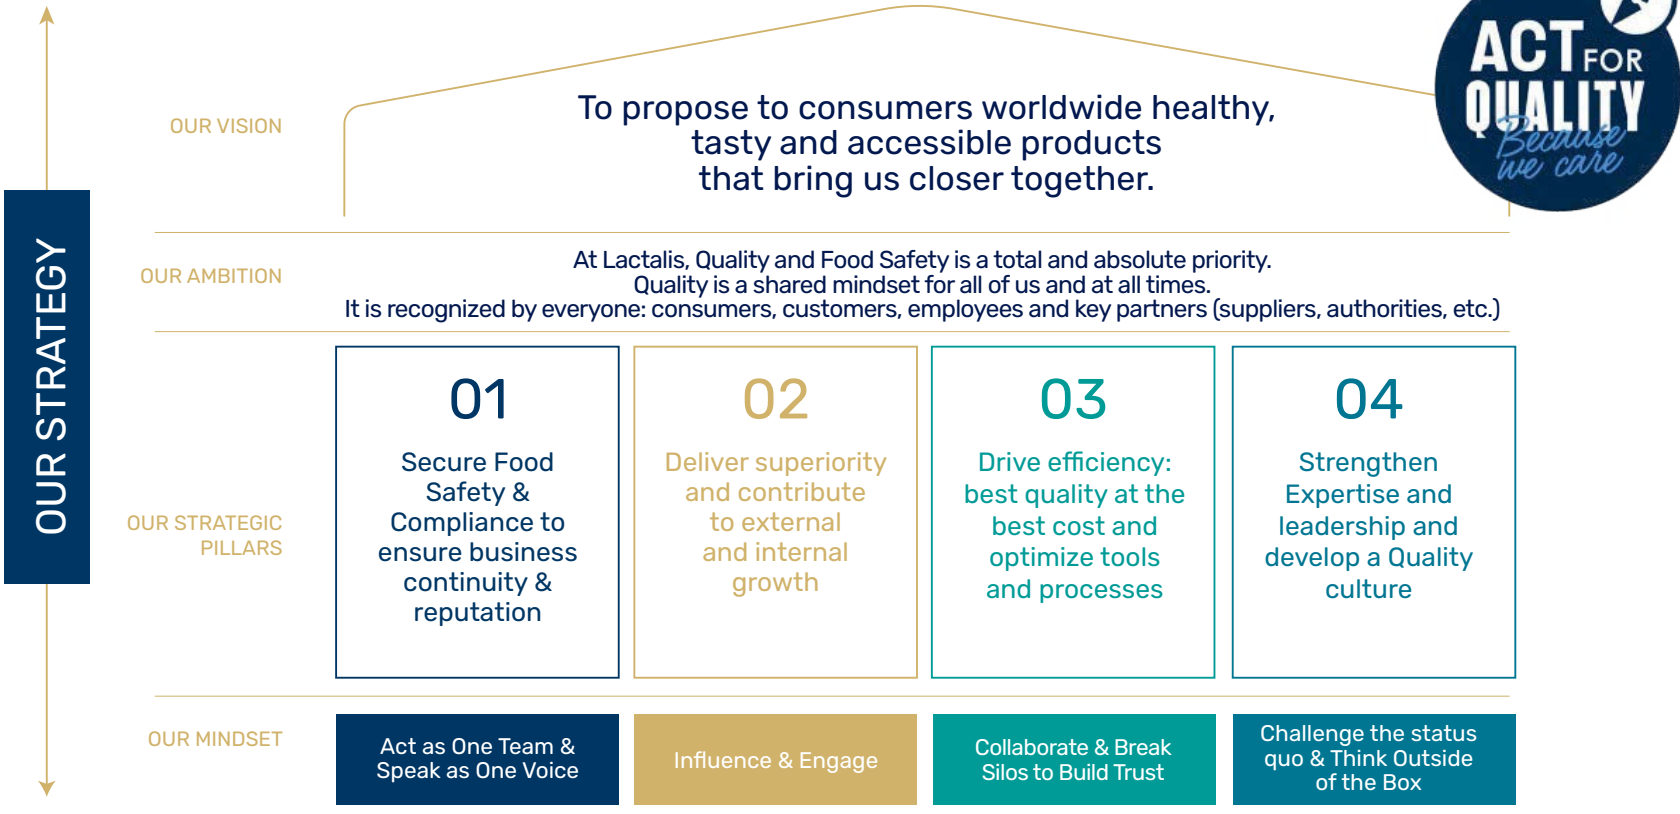 OUR STRATEGY
ACT FOR
QUALITY
Because
we care
OUR VISION
To propose to consumers worldwide healthy,
tasty and accessible products
that bring us closer together.
OUR AMBITION
At Lactalis, Quality and Food Safety is a total and absolute priority.
Quality is a shared mindset for all of us and at all times.
It is recognized by everyone: consumers, customers, employees and key partners (suppliers, authorities, etc.)
OUR STRATEGIC
PILLARS
01
Secure Food
Safety &
Compliance to
ensure business
continuity &
reputation
02
Deliver superiority
and contribute
to external
and internal
growth
03
Drive efficiency:
best quality at the
best cost and
optimize tools
and processes
04
Strengthen
Expertise and
leadership and
develop a Quality
culture
OUR MINDSET
Act as One Team &
Speak as One Voice
Influence & Engage
Collaborate & Break
Silos to Build Trust
Challenge the status
quo & Think Outside
of the Box